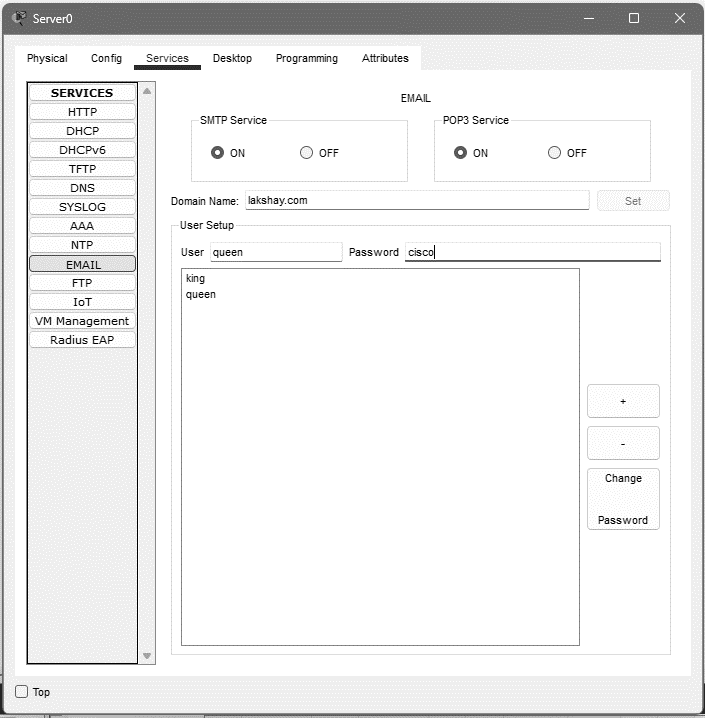 Server0
Physical Config Services Desktop Programming Attributes
SERVICES
HTTP
DHCP
DHCPv6
TFTP
DNS
SYSLOG
AAA
NTP
EMAIL
FTP
IoT
VM Management
Radius EAP
EMAIL
SMTP Service
ON OFF
POP3 Service
ON OFF
Domain Name: lakshay.com Set
User Setup
User queen Password cisco
king
queen
+
-
Change
Password
Top